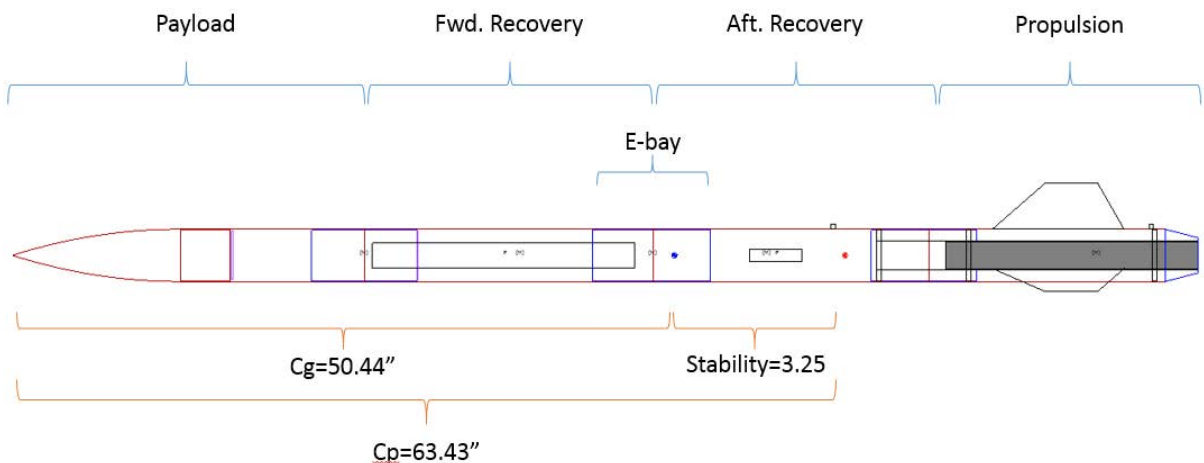 Payload
Fwd. Recovery
Aft. Recovery
Propulsion
E-bay
Cg=50.44”
Stability=3.25
Cp=63.43”